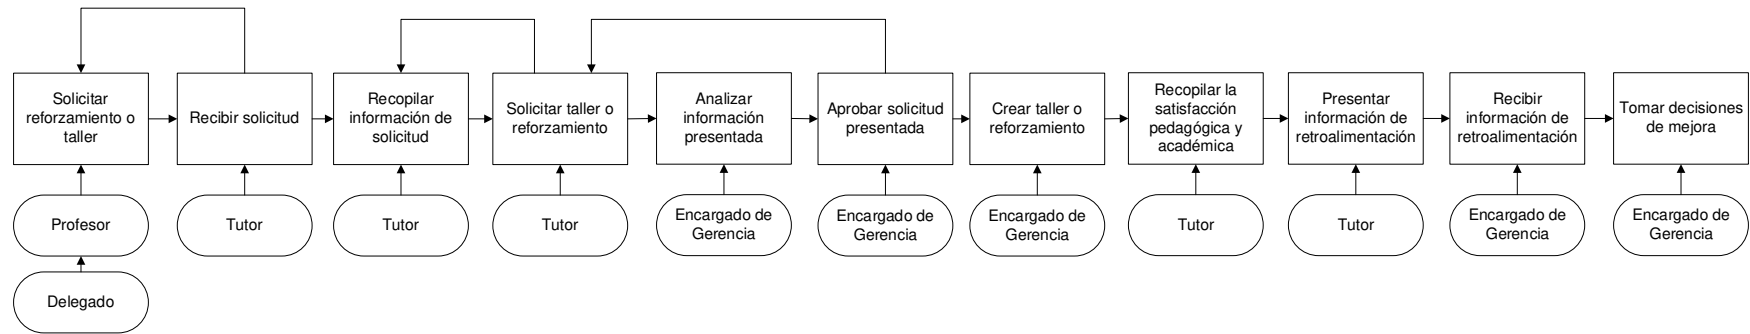 Solicitar
reforzamiento o
taller
Recibir solicitud
Recopilar
información de
solicitud
Solicitar taller o
reforzamiento
Analizar
información
presentada
Aprobar solicitud
presentada
Crear taller o
reforzamiento
Recopilar la
satisfacción
pedagógica y
académica
Presentar
información de
retroalimentación
Recibir
información de
retroalimentación
Tomar decisiones
de mejora
Profesor
Tutor
Tutor
Tutor
Encargado de
Gerencia
Encargado de
Gerencia
Encargado de
Gerencia
Tutor
Tutor
Encargado de
Gerencia
Encargado de
Gerencia
Delegado